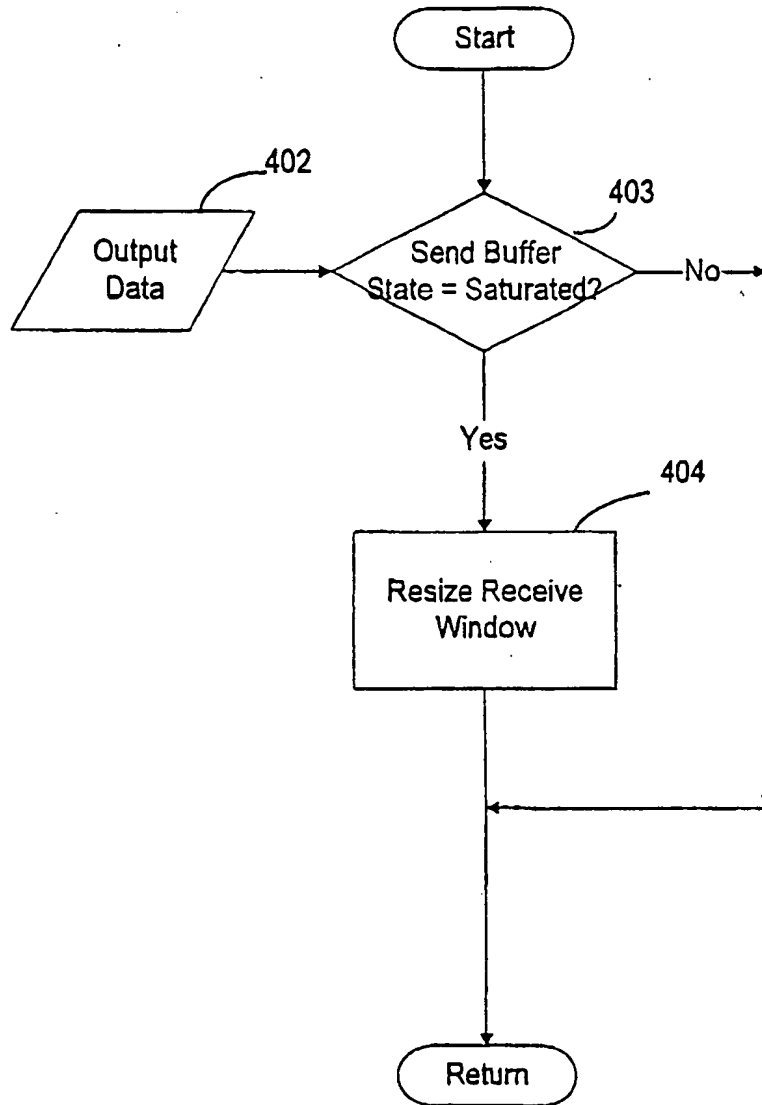 Start
402
Output
Data
403
Send Buffer
State = Saturated?
No
Yes
404
Resize Receive
Window
Return